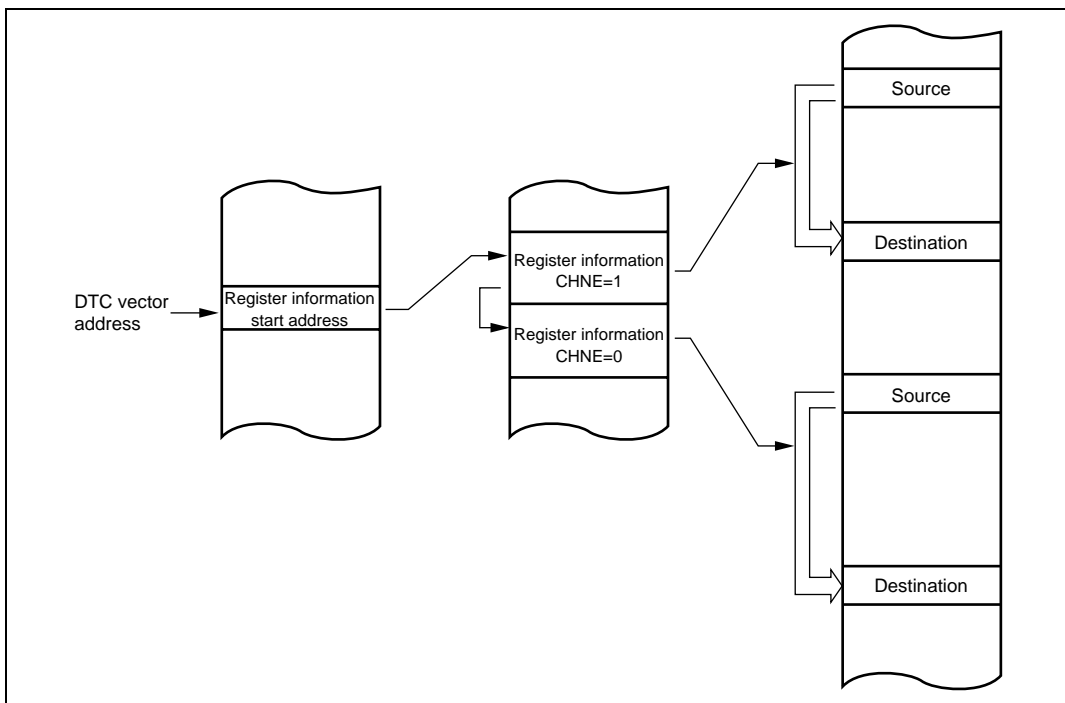 DTC vector
address
Register information
start address
Register information
CHNE=1
Register information
CHNE=0
Source
Destination
Source
Destination